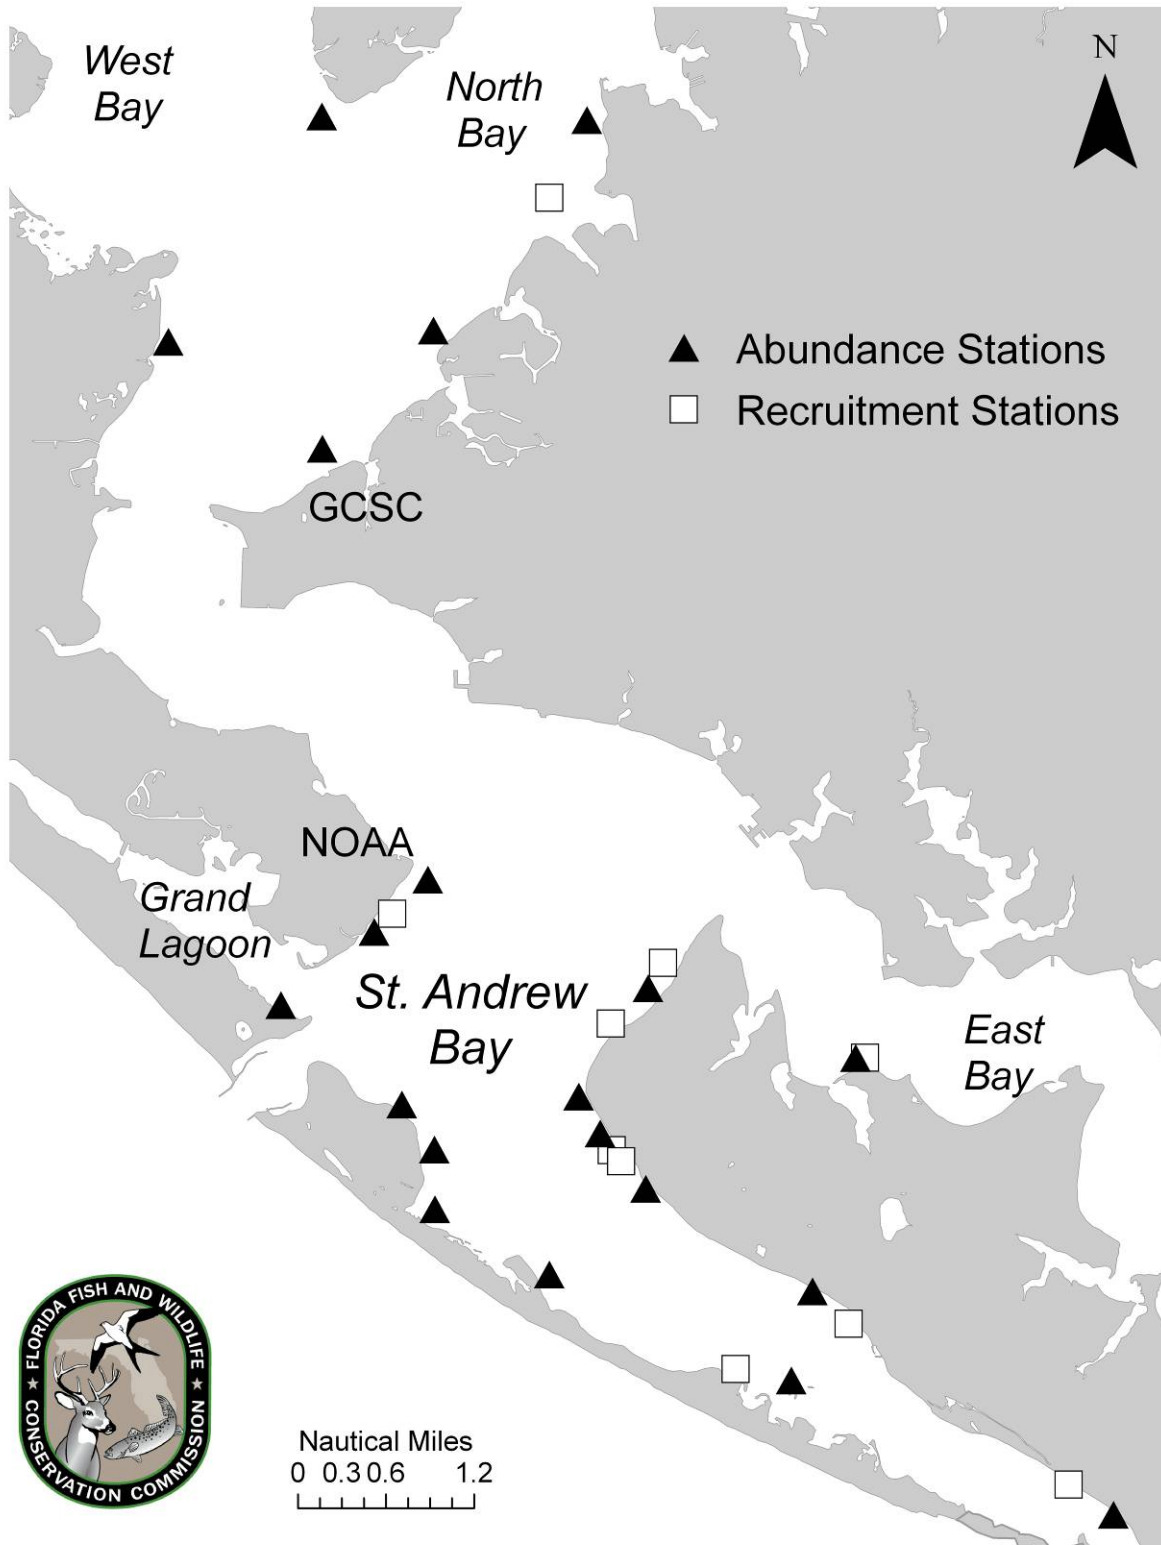 West
Bay
North
Bay
N
Abundance Stations
Recruitment Stations
GCSC
NOAA
Grand
Lagoon
St. Andrew
Bay
East
Bay
FLORIDA FISH AND WILDLIFE
CONSERVATION COMMISSION
Nautical Miles
0 0.3 0.6 1.2